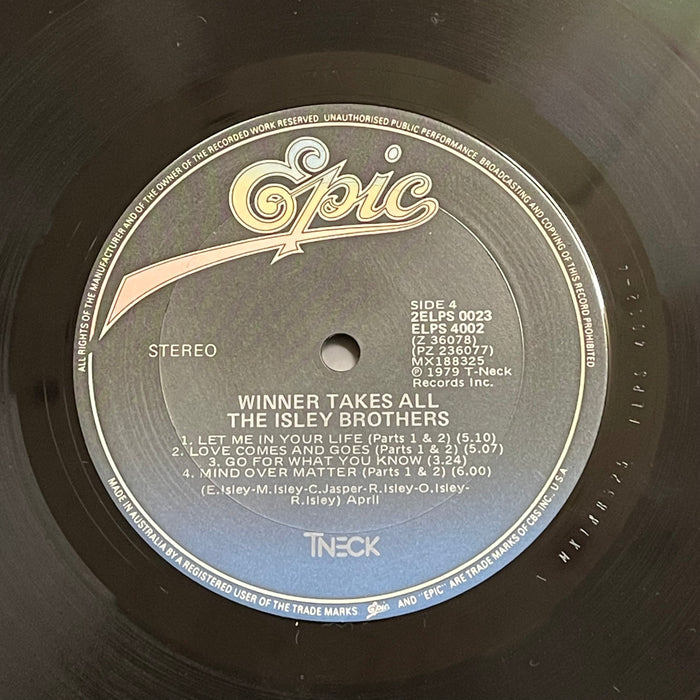 ALL RIGHTS OF THE MANUFACTURER AND OF THE OWNER OF THE RECORDED WORK RESERVED UNAUTHORISED PUBLIC PERFORMANCE, BROADCASTING AND COPYING OF THIS RECORD PROHIBITED
Epic
SIDE 4
2ELPS 0023
ELPS 4002
(Z 36078)
(PZ 236077)
MX188325
℗ 1979 T-Neck
Records Inc.
STEREO
WINNER TAKES ALL
THE ISLEY BROTHERS
1. LET ME IN YOUR LIFE (Parts 1 & 2) (5.10)
2. LOVE COMES AND GOES (Parts 1 & 2) (5.07)
3. GO FOR WHAT YOU KNOW (3.24)
4. MIND OVER MATTER (Parts 1 & 2) (6.00)
(E.Isley-M.Isley-C.Jasper-R.Isley-O.Isley-
R.Isley) April
TNECK
MADE IN AUSTRALIA BY A REGISTERED USER OF THE TRADE MARKS Epic AND "EPIC" ARE TRADE MARKS OF CBS INC. U.S.A.
MX188325 ELPS 4002-